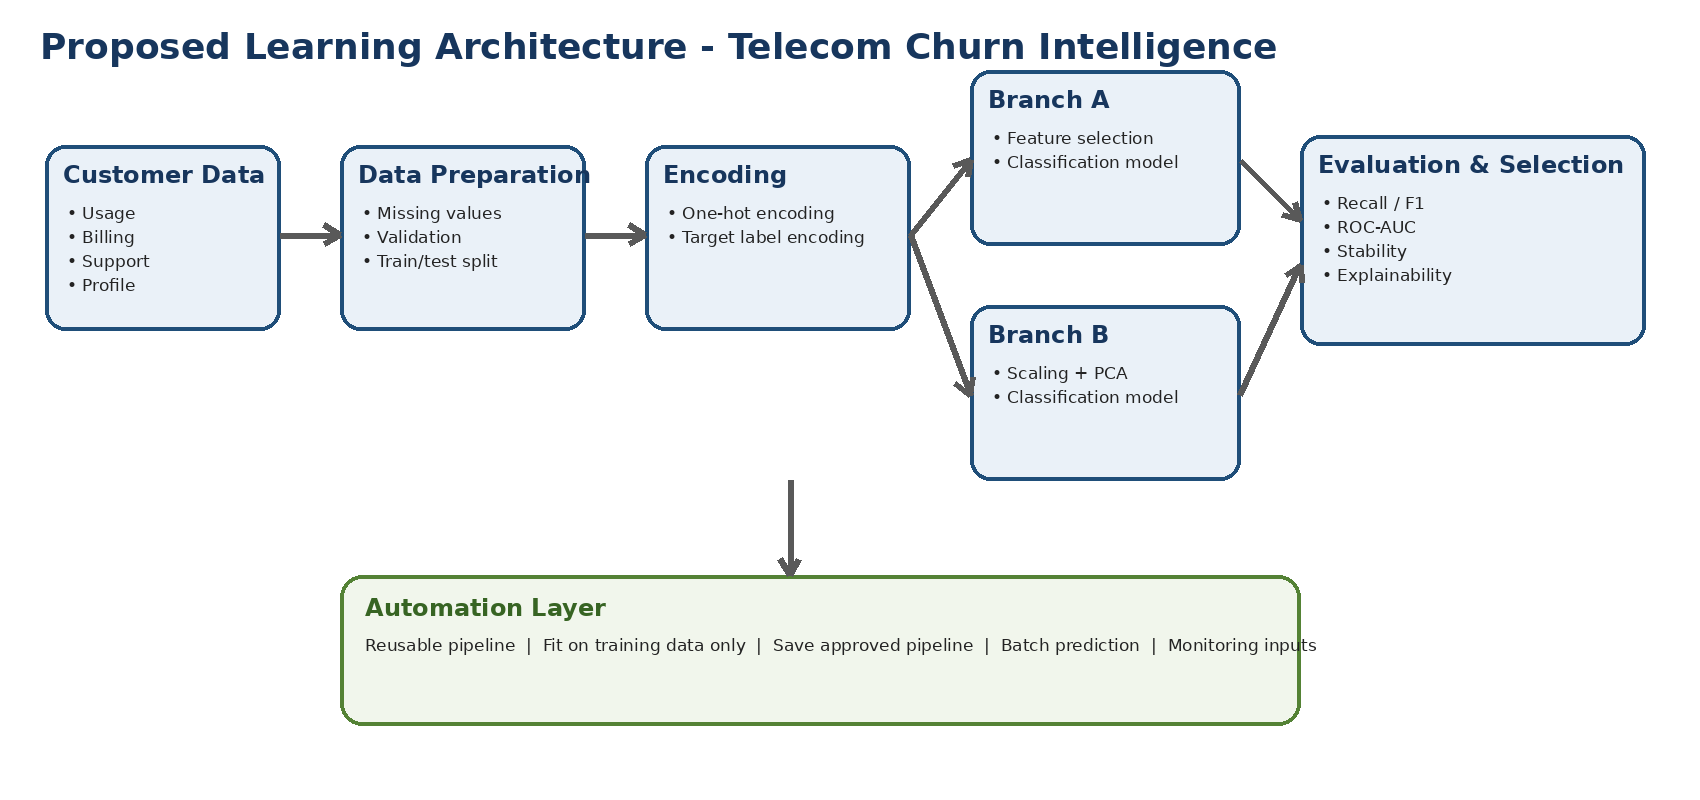 Proposed Learning Architecture - Telecom Churn Intelligence
Customer Data
• Usage
• Billing
• Support
• Profile
Data Preparation
• Missing values
• Validation
• Train/test split
Encoding
• One-hot encoding
• Target label encoding
Branch A
• Feature selection
• Classification model
Branch B
• Scaling + PCA
• Classification model
Evaluation & Selection
• Recall / F1
• ROC-AUC
• Stability
• Explainability
Automation Layer
Reusable pipeline | Fit on training data only | Save approved pipeline | Batch prediction | Monitoring inputs